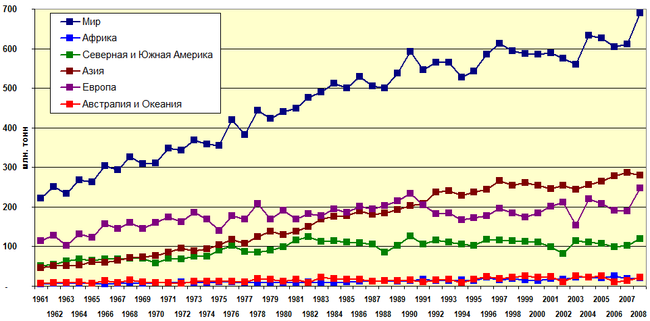 700
600
500
400
300
200
100
-
млн. тонн
Мир
Африка
Северная и Южная Америка
Азия
Европа
Австралия и Океания
1961 1963 1965 1967 1969 1971 1973 1975 1977 1979 1981 1983 1985 1987 1989 1991 1993 1995 1997 1999 2001 2003 2005 2007
1962 1964 1966 1968 1970 1972 1974 1976 1978 1980 1982 1984 1986 1988 1990 1992 1994 1996 1998 2000 2002 2004 2006 2008